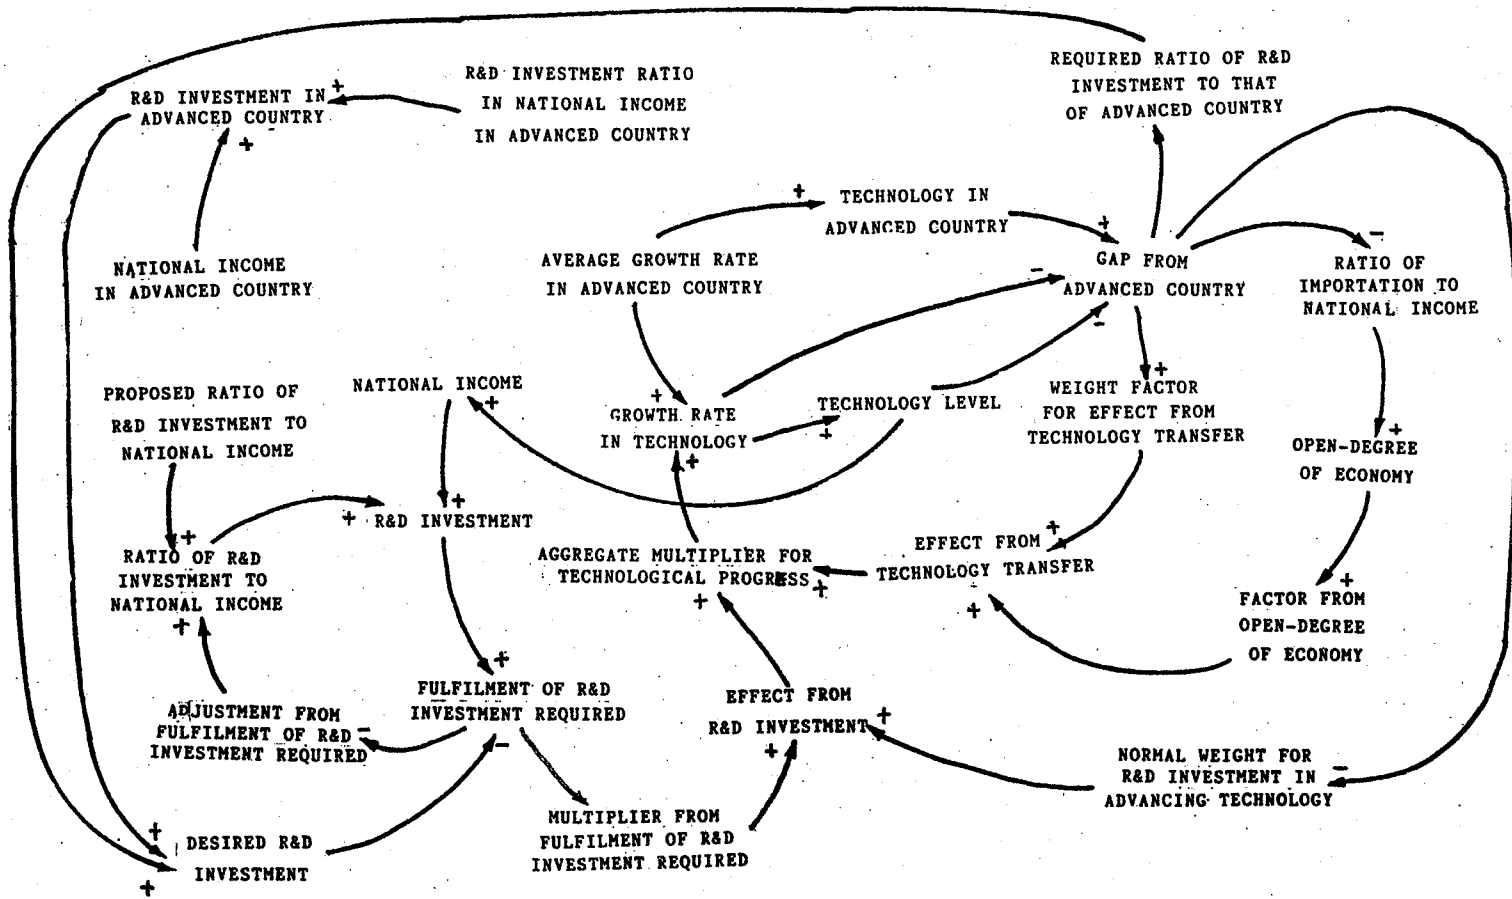 REQUIRED RATIO OF R&D
INVESTMENT TO THAT
OF ADVANCED COUNTRY
R&D INVESTMENT RATIO
IN NATIONAL INCOME
IN ADVANCED COUNTRY
+
R&D INVESTMENT IN
ADVANCED COUNTRY
+
+
TECHNOLOGY IN
ADVANCED COUNTRY
+
-
AVERAGE GROWTH RATE
IN ADVANCED COUNTRY
GAP FROM
ADVANCED COUNTRY
-
-
RATIO OF
IMPORTATION TO
NATIONAL INCOME
NATIONAL INCOME
IN ADVANCED COUNTRY
PROPOSED RATIO OF
R&D INVESTMENT TO
NATIONAL INCOME
NATIONAL INCOME
+
+
GROWTH RATE
IN TECHNOLOGY
+
TECHNOLOGY LEVEL
+
+
WEIGHT FACTOR
FOR EFFECT FROM
TECHNOLOGY TRANSFER
+
OPEN-DEGREE
OF ECONOMY
+
+
R&D INVESTMENT
+
RATIO OF R&D
INVESTMENT TO
NATIONAL INCOME
+
AGGREGATE MULTIPLIER FOR
TECHNOLOGICAL PROGRESS
+
+
+
EFFECT FROM
TECHNOLOGY TRANSFER
+
+
FACTOR FROM
OPEN-DEGREE
OF ECONOMY
+
FULFILMENT OF R&D
INVESTMENT REQUIRED
-
ADJUSTMENT FROM
FULFILMENT OF R&D
INVESTMENT REQUIRED
-
EFFECT FROM
R&D INVESTMENT
+
+
NORMAL WEIGHT FOR
R&D INVESTMENT IN
ADVANCING TECHNOLOGY
-
MULTIPLIER FROM
FULFILMENT OF R&D
INVESTMENT REQUIRED
+
DESIRED R&D
INVESTMENT
+